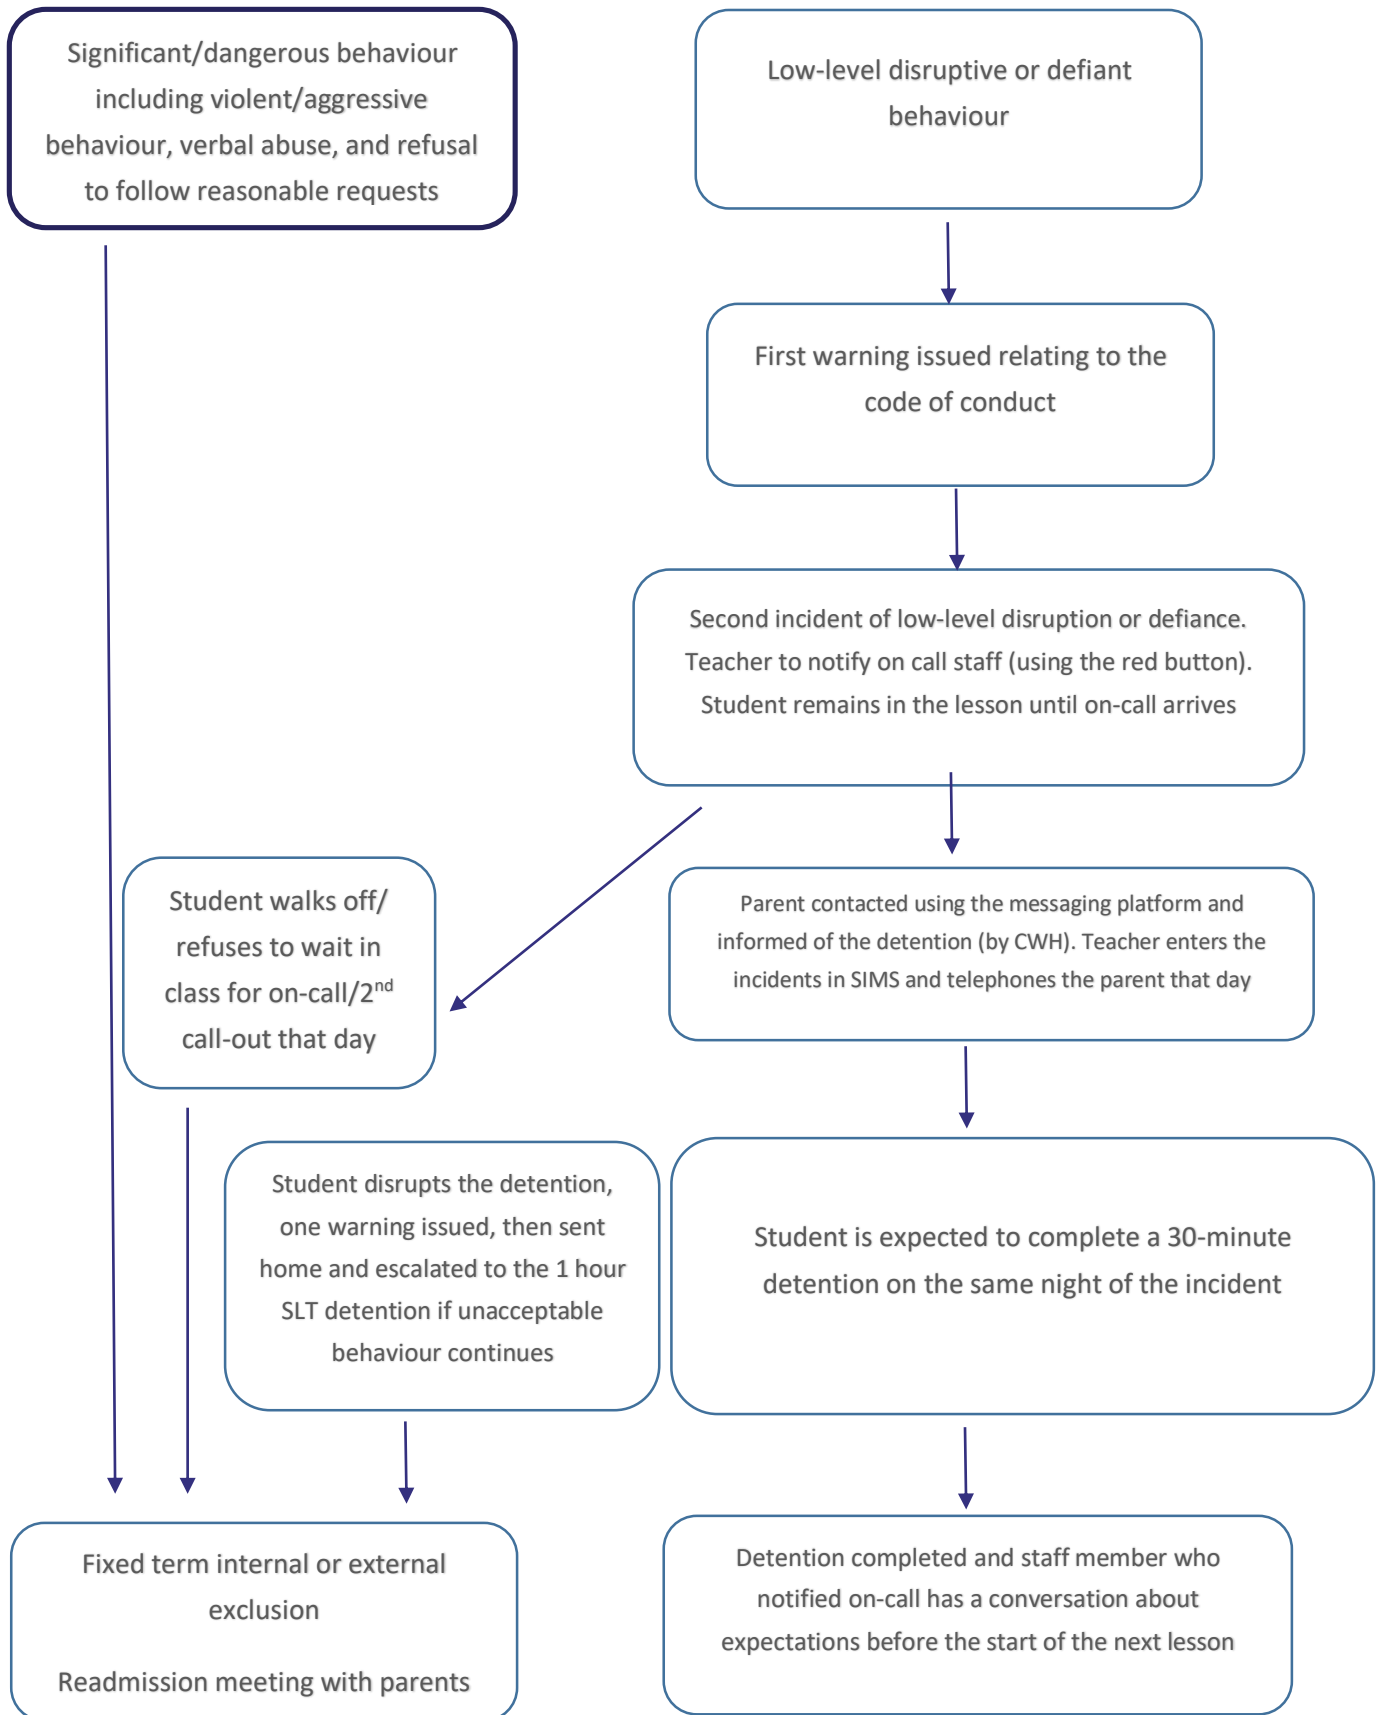 Significant/dangerous behaviour
including violent/aggressive
behaviour, verbal abuse, and refusal
to follow reasonable requests
Low-level disruptive or defiant
behaviour
First warning issued relating to the
code of conduct
Second incident of low-level disruption or defiance.
Teacher to notify on call staff (using the red button).
Student remains in the lesson until on-call arrives
Student walks off/
refuses to wait in
class for on-call/2nd
call-out that day
Parent contacted using the messaging platform and
informed of the detention (by CWH). Teacher enters the
incidents in SIMS and telephones the parent that day
Student disrupts the detention,
one warning issued, then sent
home and escalated to the 1 hour
SLT detention if unacceptable
behaviour continues
Student is expected to complete a 30-minute
detention on the same night of the incident
Fixed term internal or external
exclusion
Readmission meeting with parents
Detention completed and staff member who
notified on-call has a conversation about
expectations before the start of the next lesson